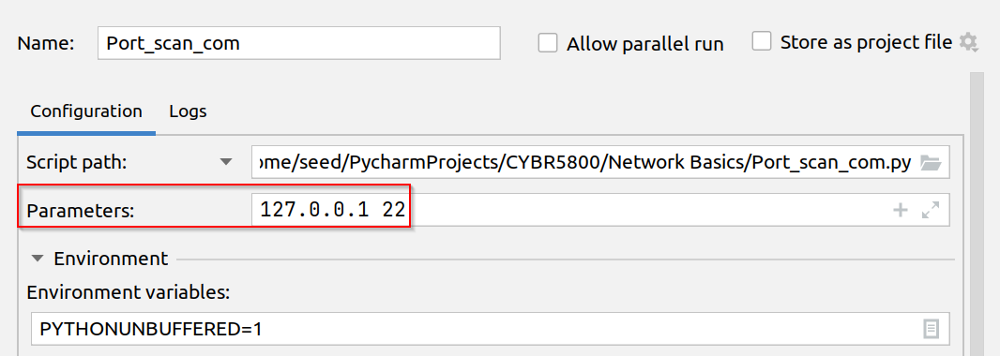 Name: Port_scan_com Allow parallel run Store as project file
Configuration Logs
Script path: ome/seed/PycharmProjects/CYBR5800/Network Basics/Port_scan_com.py
Parameters: 127.0.0.1 22
Environment
Environment variables:
PYTHONUNBUFFERED=1